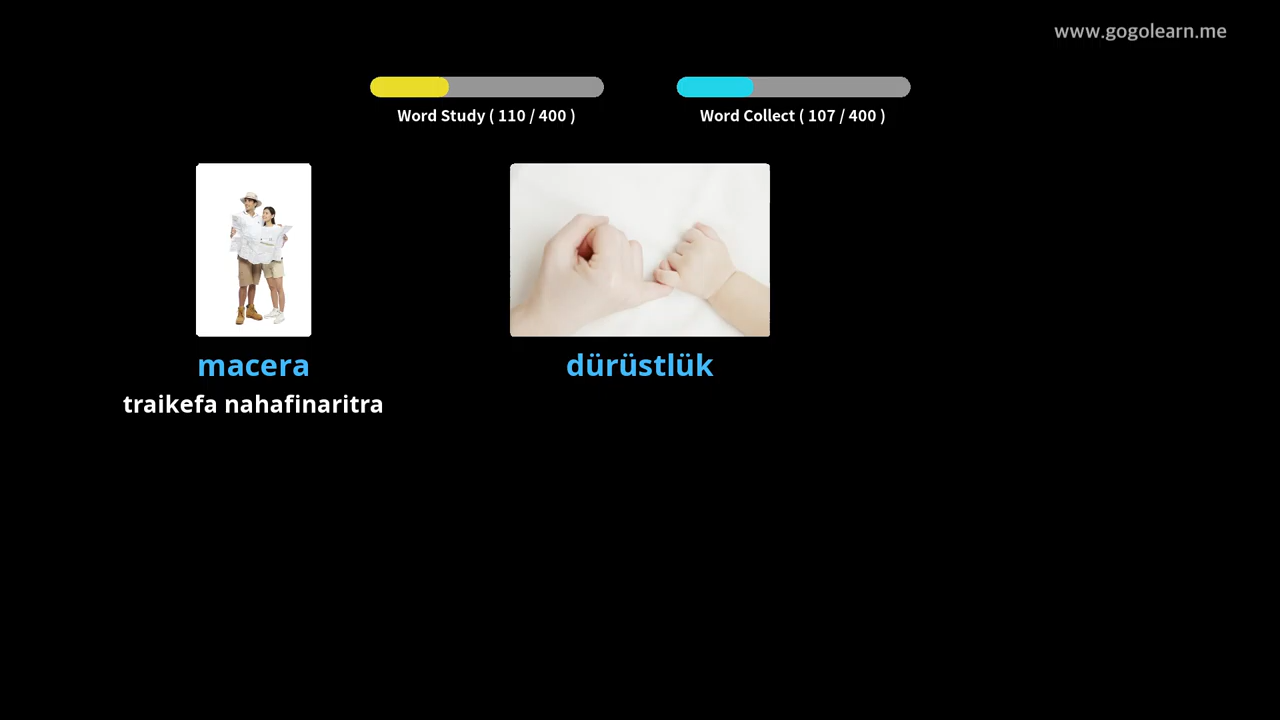 www.gogolearn.me
Word Study ( 110 / 400 )
Word Collect ( 107 / 400 )
macera
dürüstlük
traikefa nahafinaritra